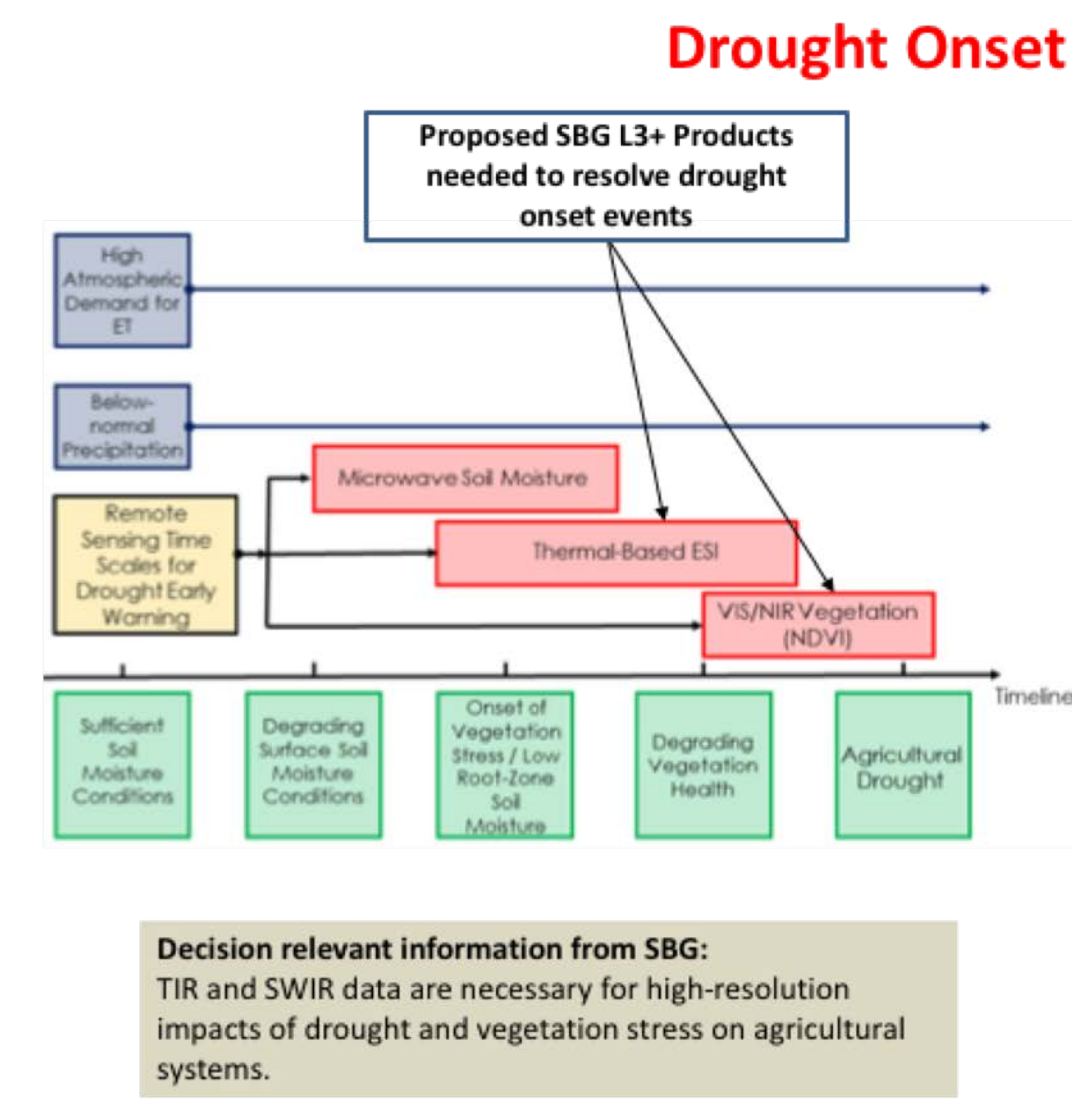 Drought Onset
Proposed SBG L3+ Products
needed to resolve drought
onset events
High
Atmospheric
Demand for
ET
Below-
normal
Precipitation
Microwave Soil Moisture
Remote
Sensing Time
Scales for
Drought Early
Warning
Thermal-Based ESI
VIS/NIR Vegetation
(NDVI)
Timeline
Sufficient
Soil
Moisture
Conditions
Degrading
Surface Soil
Moisture
Conditions
Onset of
Vegetation
Stress / Low
Root-Zone
Soil
Moisture
Degrading
Vegetation
Health
Agricultural
Drought
Decision relevant information from SBG:
TIR and SWIR data are necessary for high-resolution
impacts of drought and vegetation stress on agricultural
systems.